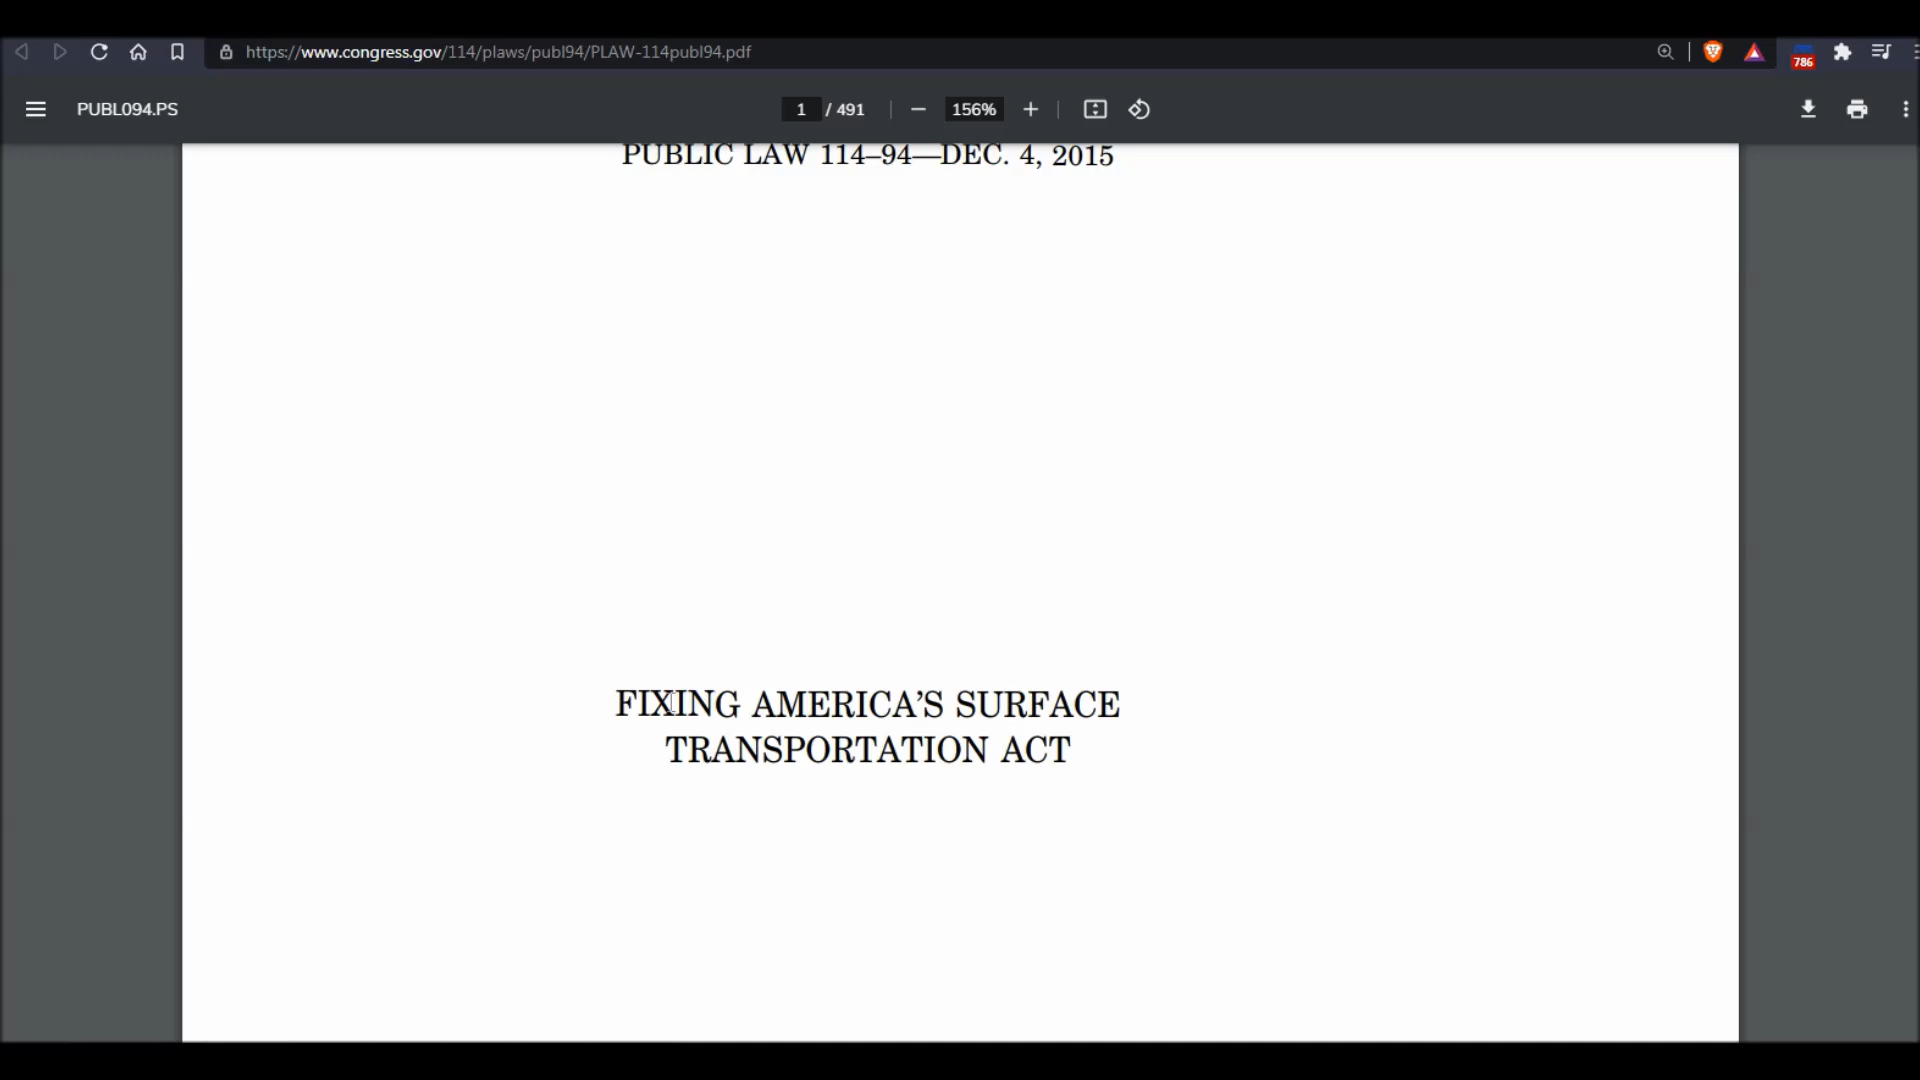 https://www.congress.gov/114/plaws/publ94/PLAW-114publ94.pdf
786
PUBL094.PS
1 / 491
156%
PUBLIC LAW 114–94—DEC. 4, 2015
FIXING AMERICA’S SURFACE
TRANSPORTATION ACT